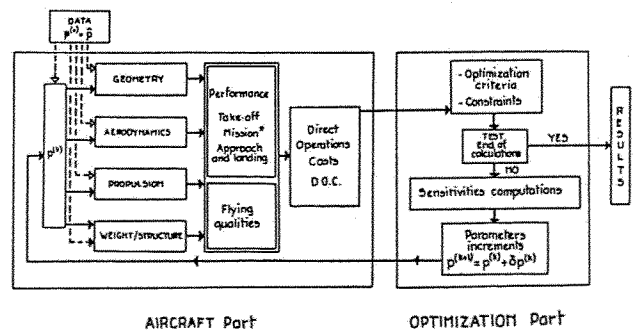 DATA
p⁽°⁾= p̂
GEOMETRY
AERODYNAMICS
PROPULSION
WEIGHT/STRUCTURE
p⁽ᵏ⁾
Performance
Take-off
Mission*
Approach
and landing
Flying
qualities
Direct
Operations
Costs
D.O.C.
- Optimization
criteria
- Constraints
TEST
End of
calculations
YES
NO
RESULTS
Sensitivities computations
Parameters
increments
p⁽ᵏ⁺¹⁾= p⁽ᵏ⁾+ δp⁽ᵏ⁾
AIRCRAFT Part
OPTIMIZATION Part